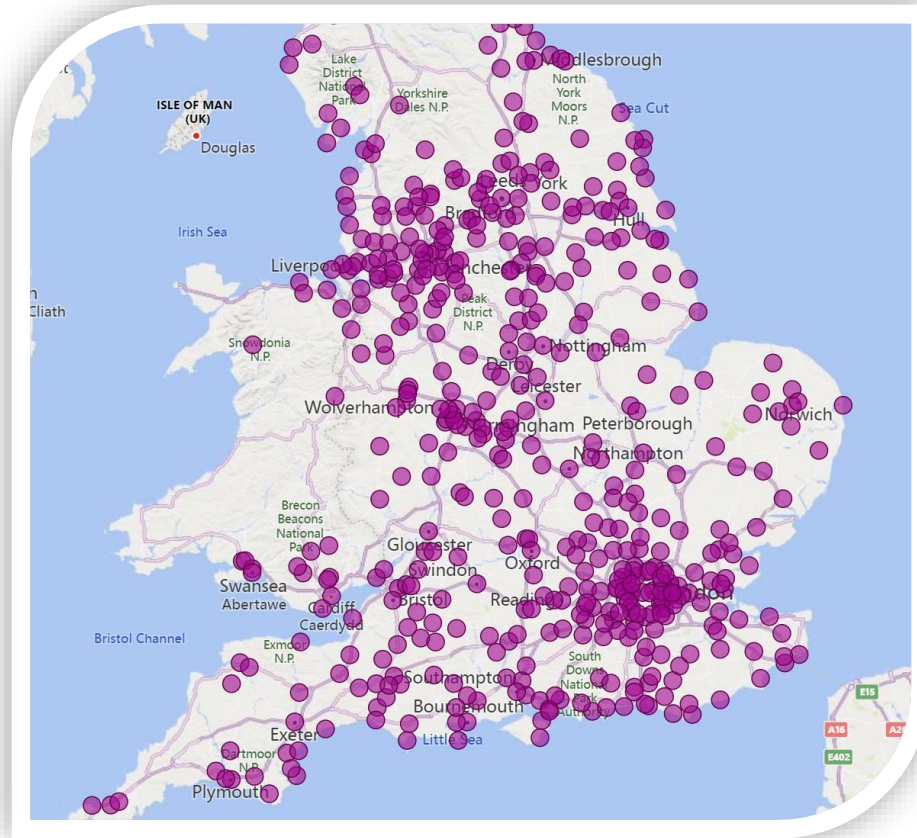 Middlesbrough
Lake
District
National
Park
Yorkshire
Dales N.P.
North
York
Moors
N.P.
Sea Cut
ISLE OF MAN
(UK)
Douglas
Leeds
York
Bradford
Hull
Irish Sea
Liverpool
Manchester
Cliath
Peak
District
N.P.
Snowdonia
N.P.
Nottingham
Derby
Leicester
Wolverhampton
Birmingham
Peterborough
Norwich
Northampton
Brecon
Beacons
National
Park
Gloucester
Swindon
Oxford
Swansea
Abertawe
Cardiff
Caerdydd
Bristol
Reading
London
Bristol Channel
Exmoor
N.P.
South
Downs
National
Park
Authority
Southampton
Bournemouth
Little Sea
Exeter
Dartmoor
N.P.
Plymouth
E15
A16
E402